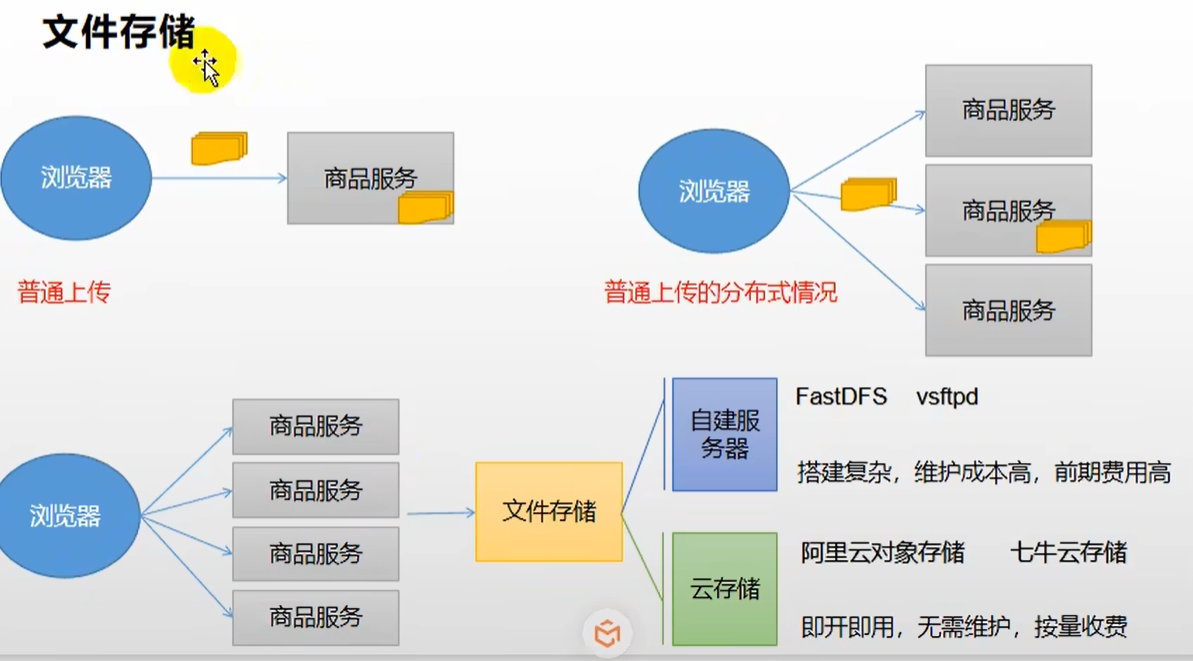 文件存储
浏览器
商品服务
普通上传
浏览器
商品服务
商品服务
商品服务
普通上传的分布式情况
浏览器
商品服务
商品服务
商品服务
商品服务
文件存储
自建服
务器
FastDFS vsftpd
搭建复杂，维护成本高，前期费用高
云存储
阿里云对象存储 七牛云存储
即开即用，无需维护，按量收费